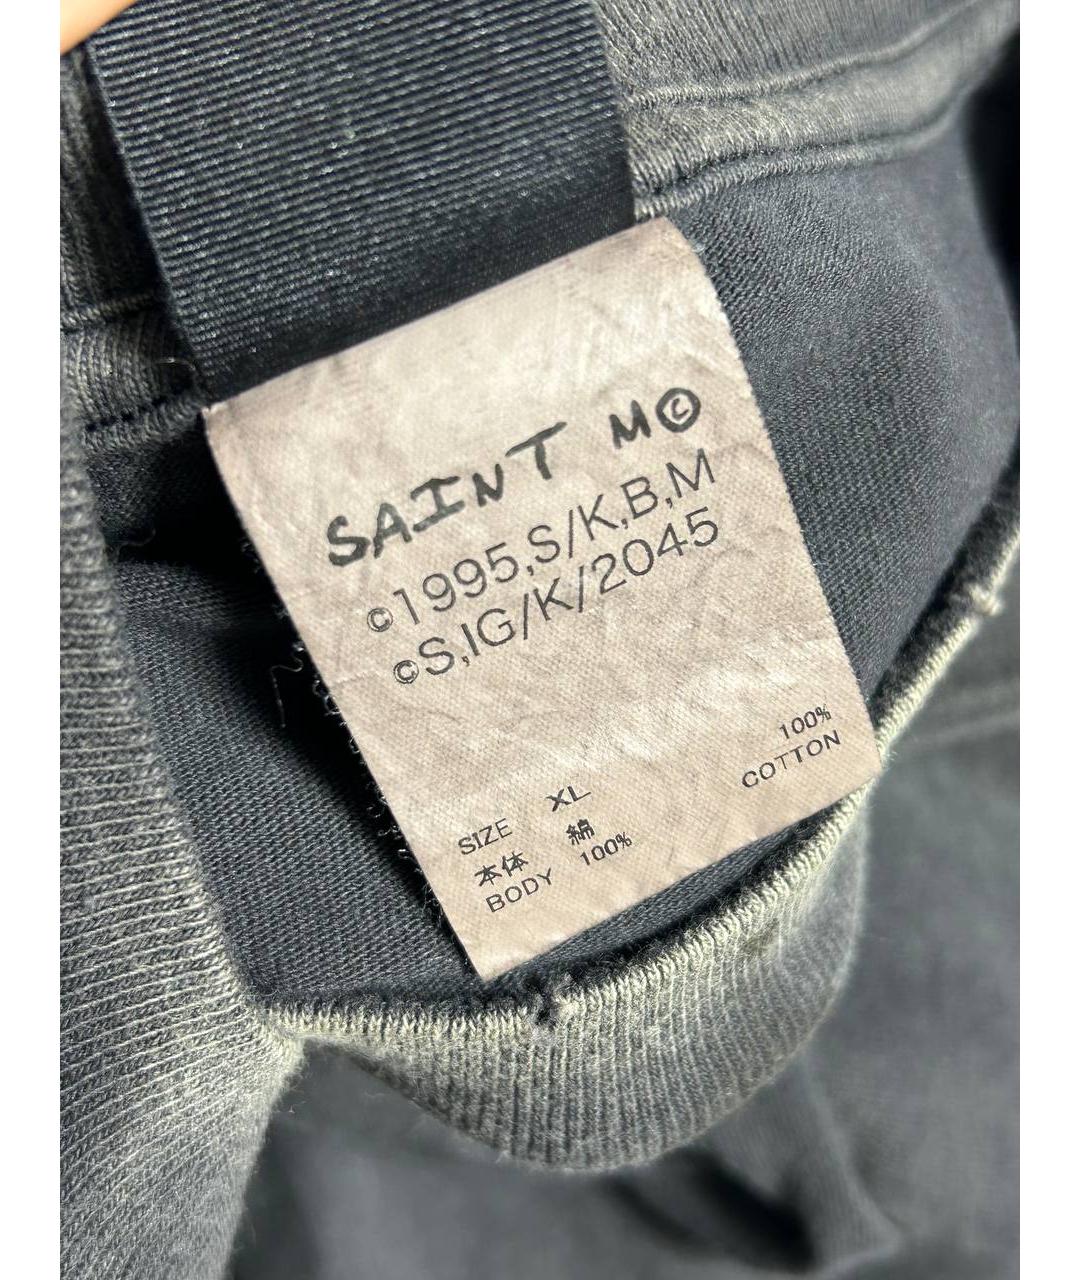 SAINT M©
©1995,S/K,B,M
©S,IG/K/2045
100%
COTTON
SIZE XL
本体 綿
BODY 100%